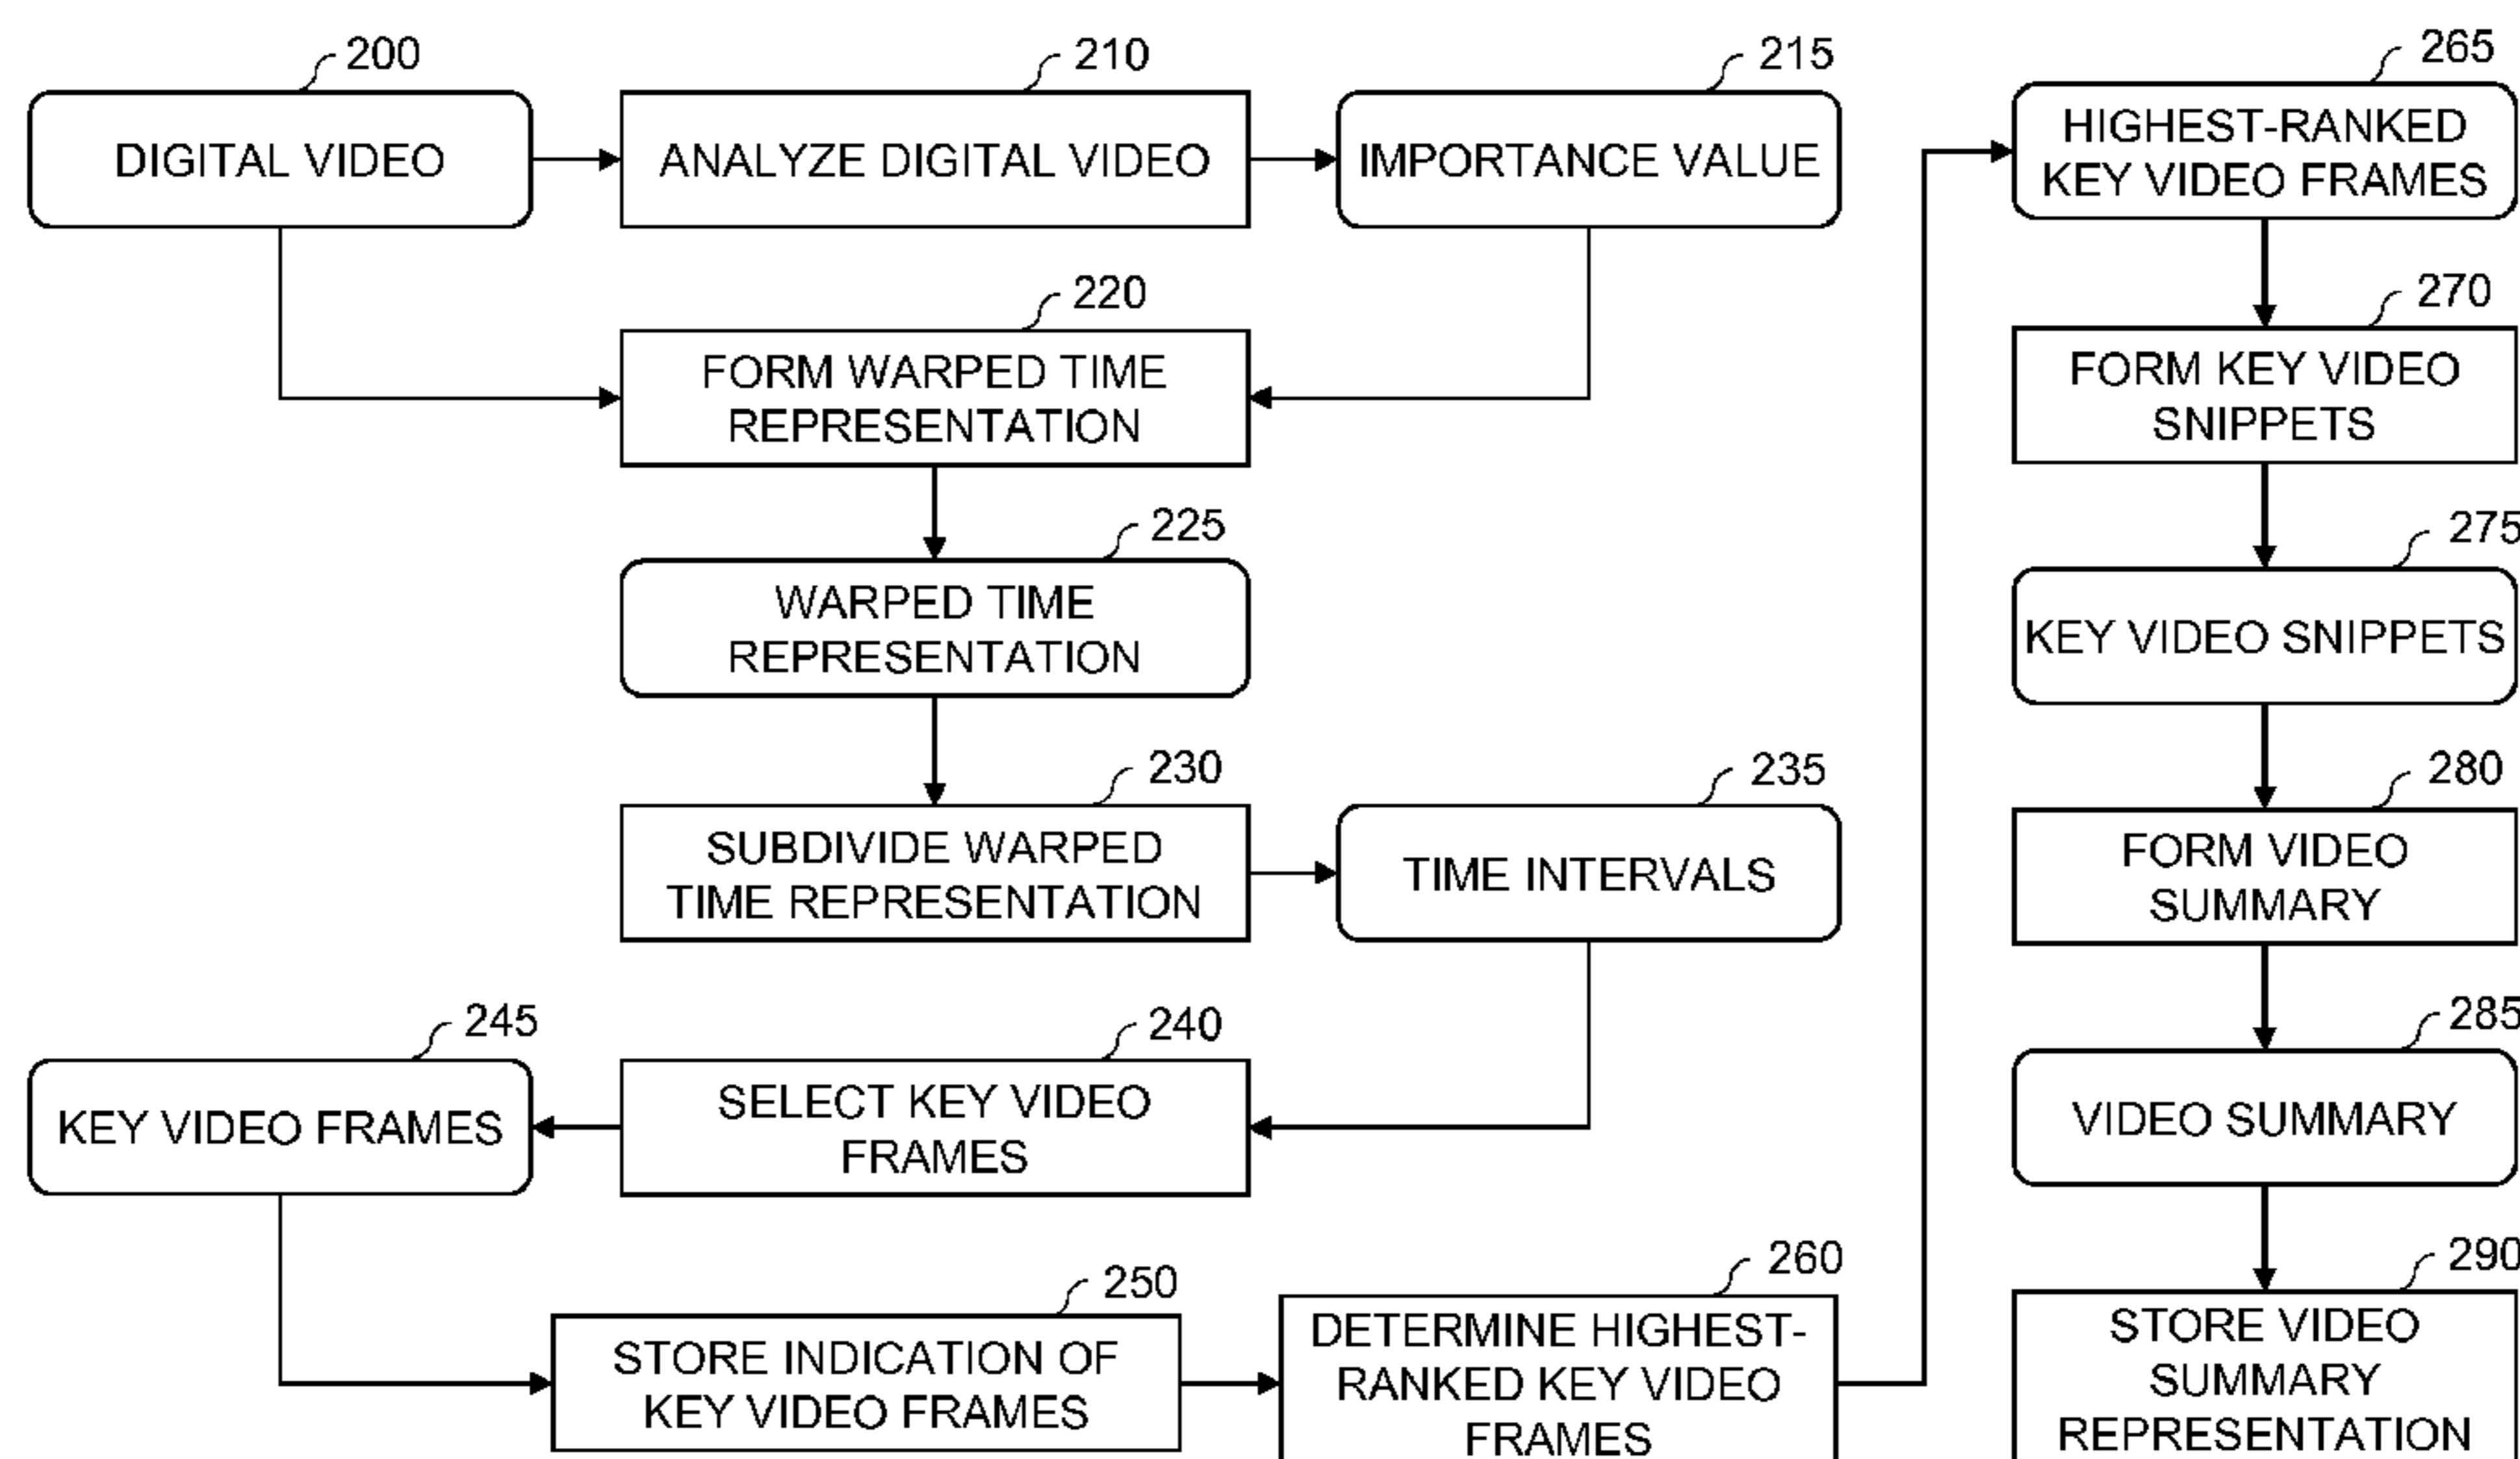 200
DIGITAL VIDEO
210
ANALYZE DIGITAL VIDEO
215
IMPORTANCE VALUE
220
FORM WARPED TIME
REPRESENTATION
225
WARPED TIME
REPRESENTATION
230
SUBDIVIDE WARPED
TIME REPRESENTATION
235
TIME INTERVALS
240
SELECT KEY VIDEO
FRAMES
245
KEY VIDEO FRAMES
250
STORE INDICATION OF
KEY VIDEO FRAMES
260
DETERMINE HIGHEST-
RANKED KEY VIDEO
FRAMES
265
HIGHEST-RANKED
KEY VIDEO FRAMES
270
FORM KEY VIDEO
SNIPPETS
275
KEY VIDEO SNIPPETS
280
FORM VIDEO
SUMMARY
285
VIDEO SUMMARY
290
STORE VIDEO
SUMMARY
REPRESENTATION